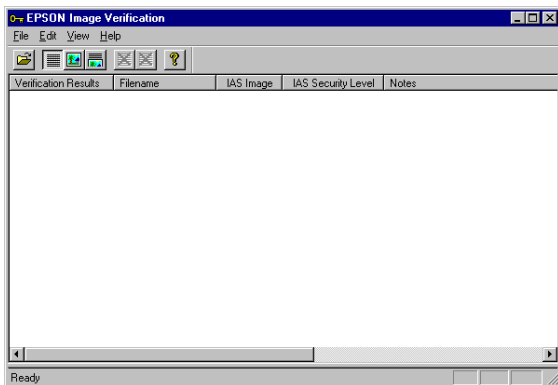 EPSON Image Verification
File Edit View Help
?
Verification Results Filename IAS Image IAS Security Level Notes
Ready